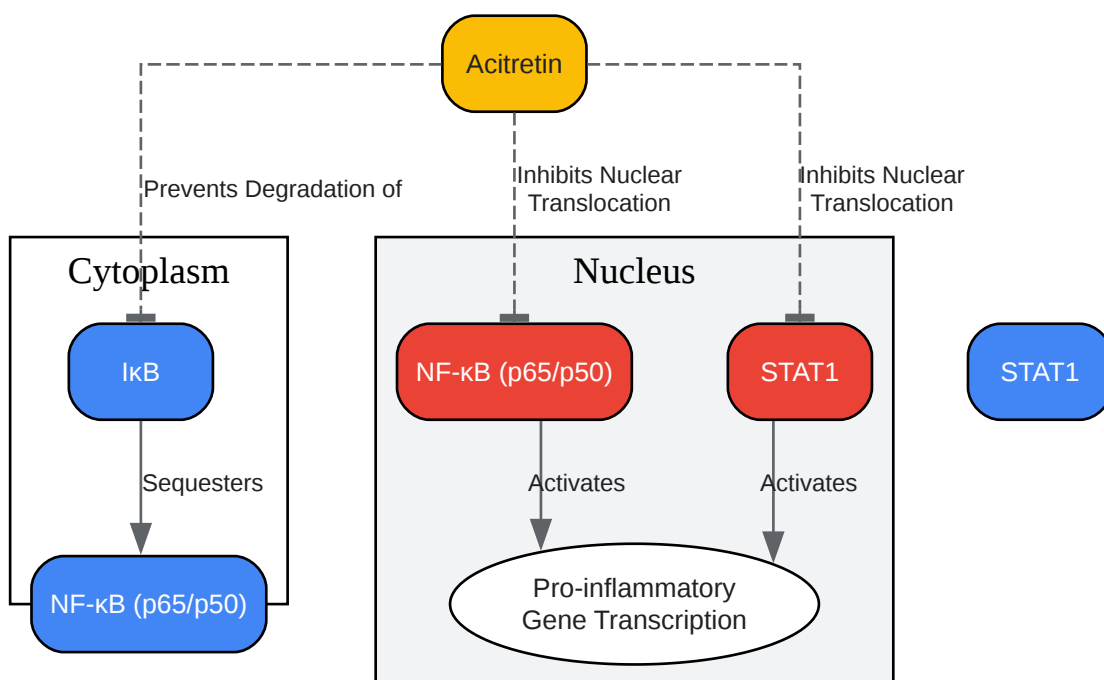 Acitretin
Prevents Degradation of
Inhibits Nuclear
Translocation
Inhibits Nuclear
Translocation
Cytoplasm
Nucleus
IκB
NF-κB (p65/p50)
STAT1
STAT1
Sequesters
Activates
Activates
NF-κB (p65/p50)
Pro-inflammatory
Gene Transcription